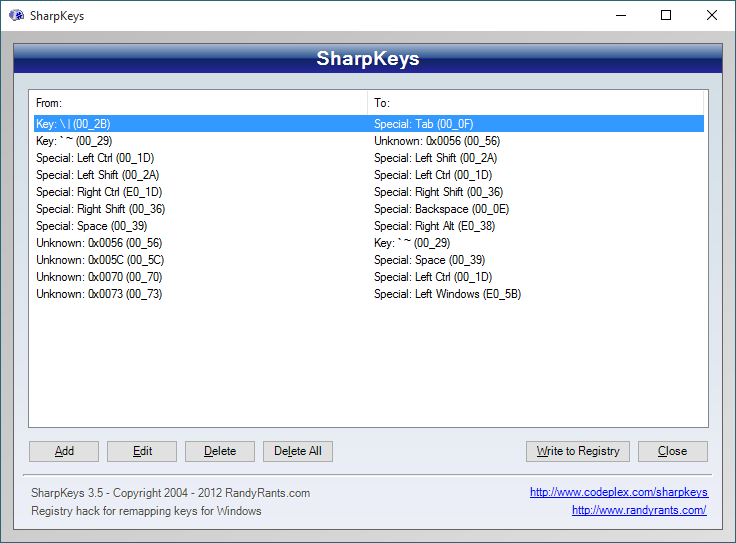 SharpKeys
SharpKeys
From: To:
Key: \ | (00_2B) Special: Tab (00_0F)
Key: ` ~ (00_29) Unknown: 0x0056 (00_56)
Special: Left Ctrl (00_1D) Special: Left Shift (00_2A)
Special: Left Shift (00_2A) Special: Left Ctrl (00_1D)
Special: Right Ctrl (E0_1D) Special: Right Shift (00_36)
Special: Right Shift (00_36) Special: Backspace (00_0E)
Special: Space (00_39) Special: Right Alt (E0_38)
Unknown: 0x0056 (00_56) Key: ` ~ (00_29)
Unknown: 0x005C (00_5C) Special: Space (00_39)
Unknown: 0x0070 (00_70) Special: Left Ctrl (00_1D)
Unknown: 0x0073 (00_73) Special: Left Windows (E0_5B)
Add Edit Delete Delete All Write to Registry Close
SharpKeys 3.5 - Copyright 2004 - 2012 RandyRants.com http://www.codeplex.com/sharpkeys
Registry hack for remapping keys for Windows http://www.randyrants.com/